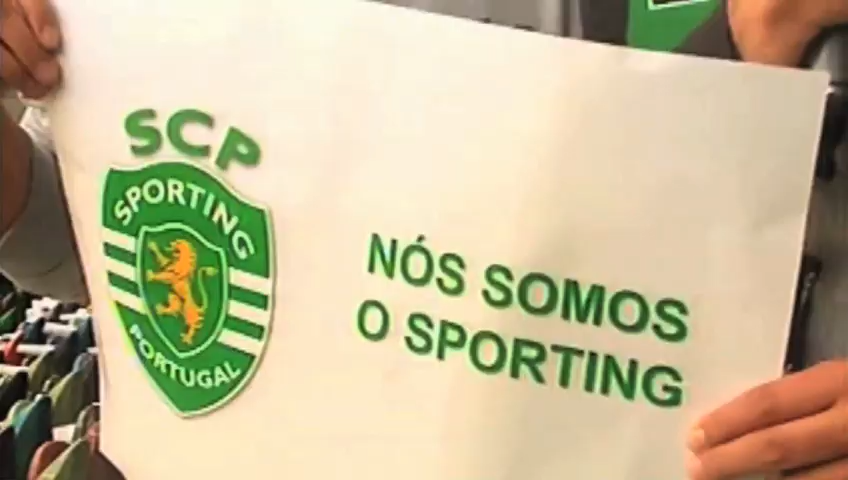 SCP
SPORTING
PORTUGAL
NÓS SOMOS
O SPORTING